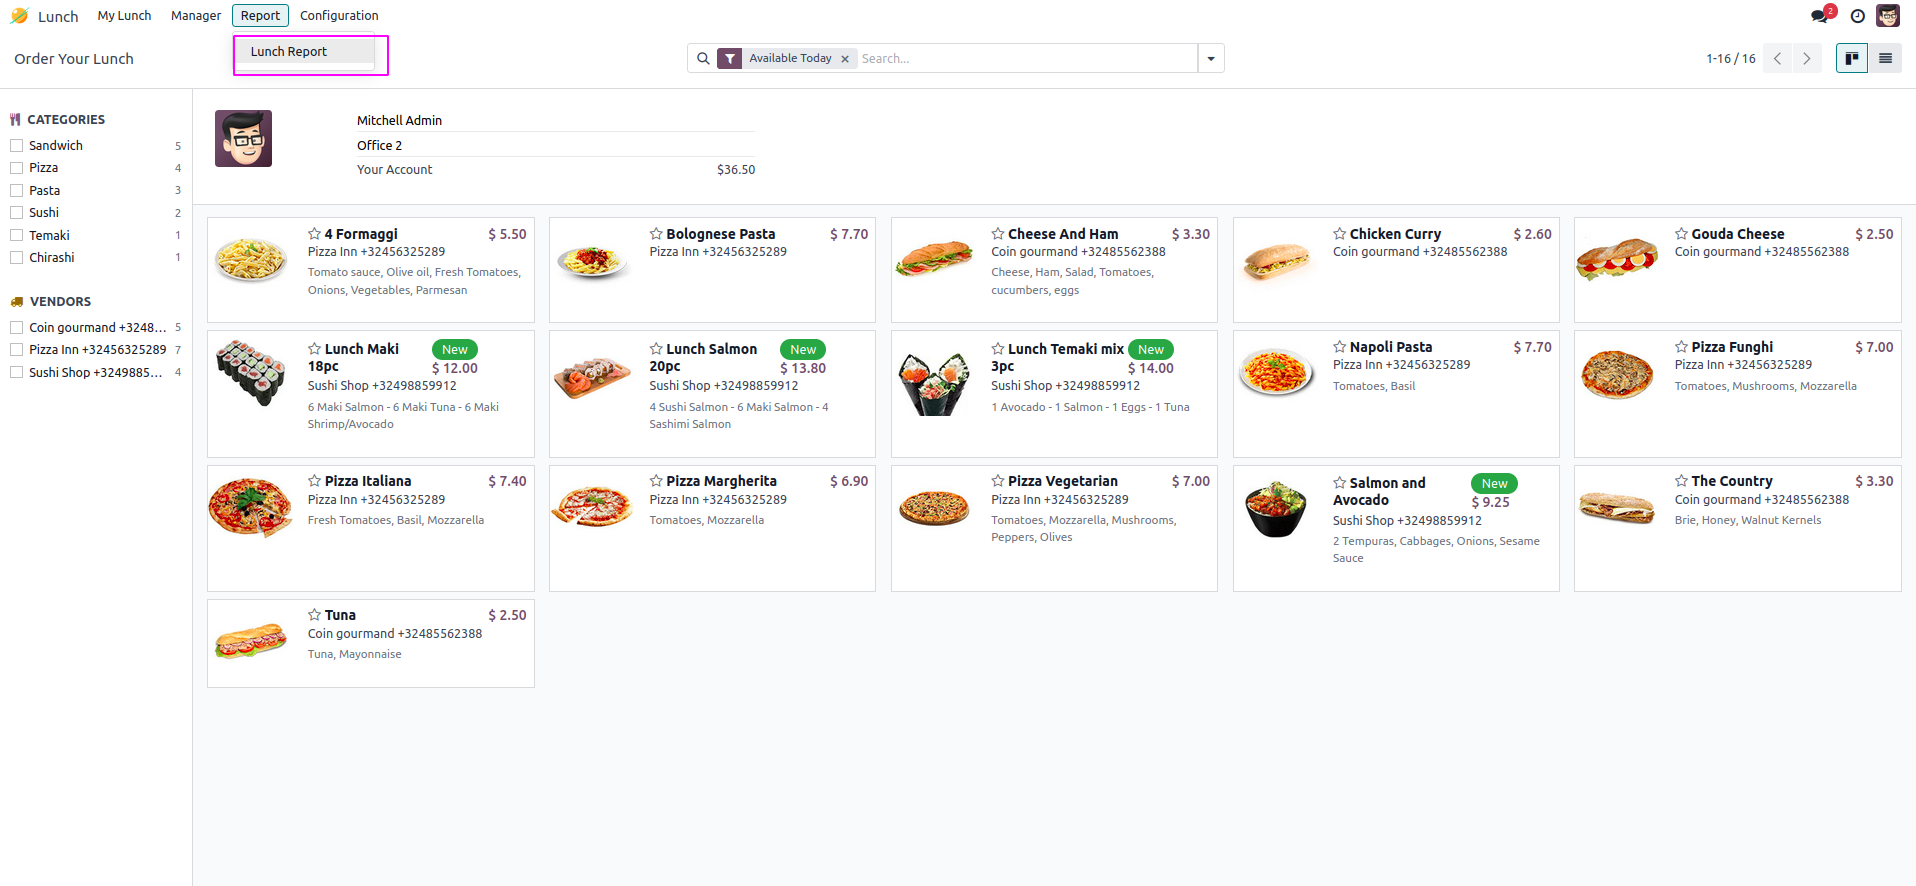 Lunch My Lunch Manager Report Configuration 2
Lunch Report
Order Your Lunch
Available Today Search... 1-16 / 16
CATEGORIES
Sandwich 5
Pizza 4
Pasta 3
Sushi 2
Temaki 1
Chirashi 1
VENDORS
Coin gourmand +3248... 5
Pizza Inn +32456325289 7
Sushi Shop +3249885... 4
Mitchell Admin
Office 2
Your Account $36.50
4 Formaggi $ 5.50
Pizza Inn +32456325289
Tomato sauce, Olive oil, Fresh Tomatoes,
Onions, Vegetables, Parmesan
Bolognese Pasta $ 7.70
Pizza Inn +32456325289
Cheese And Ham $ 3.30
Coin gourmand +32485562388
Cheese, Ham, Salad, Tomatoes,
cucumbers, eggs
Chicken Curry $ 2.60
Coin gourmand +32485562388
Gouda Cheese $ 2.50
Coin gourmand +32485562388
Lunch Maki New
18pc $ 12.00
Sushi Shop +32498859912
6 Maki Salmon - 6 Maki Tuna - 6 Maki
Shrimp/Avocado
Lunch Salmon New
20pc $ 13.80
Sushi Shop +32498859912
4 Sushi Salmon - 6 Maki Salmon - 4
Sashimi Salmon
Lunch Temaki mix New
3pc $ 14.00
Sushi Shop +32498859912
1 Avocado - 1 Salmon - 1 Eggs - 1 Tuna
Napoli Pasta $ 7.70
Pizza Inn +32456325289
Tomatoes, Basil
Pizza Funghi $ 7.00
Pizza Inn +32456325289
Tomatoes, Mushrooms, Mozzarella
Pizza Italiana $ 7.40
Pizza Inn +32456325289
Fresh Tomatoes, Basil, Mozzarella
Pizza Margherita $ 6.90
Pizza Inn +32456325289
Tomatoes, Mozzarella
Pizza Vegetarian $ 7.00
Pizza Inn +32456325289
Tomatoes, Mozzarella, Mushrooms,
Peppers, Olives
Salmon and New
Avocado $ 9.25
Sushi Shop +32498859912
2 Tempuras, Cabbages, Onions, Sesame
Sauce
The Country $ 3.30
Coin gourmand +32485562388
Brie, Honey, Walnut Kernels
Tuna $ 2.50
Coin gourmand +32485562388
Tuna, Mayonnaise